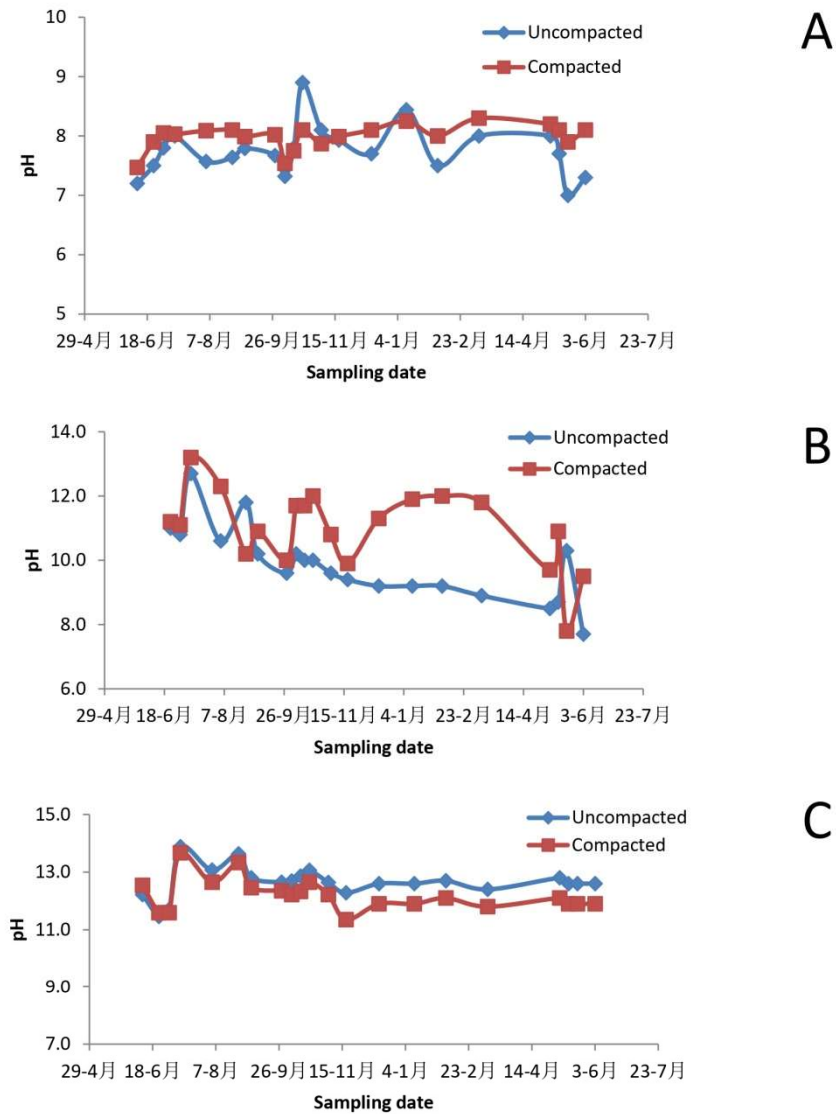 A
10
9
8
7
6
5
pH
Uncompacted
Compacted
29-4月 18-6月 7-8月 26-9月 15-11月 4-1月 23-2月 14-4月 3-6月 23-7月
Sampling date
B
14.0
12.0
10.0
8.0
6.0
pH
Uncompacted
Compacted
29-4月 18-6月 7-8月 26-9月 15-11月 4-1月 23-2月 14-4月 3-6月 23-7月
Sampling date
C
15.0
13.0
11.0
9.0
7.0
pH
Uncompacted
Compacted
29-4月 18-6月 7-8月 26-9月 15-11月 4-1月 23-2月 14-4月 3-6月 23-7月
Sampling date